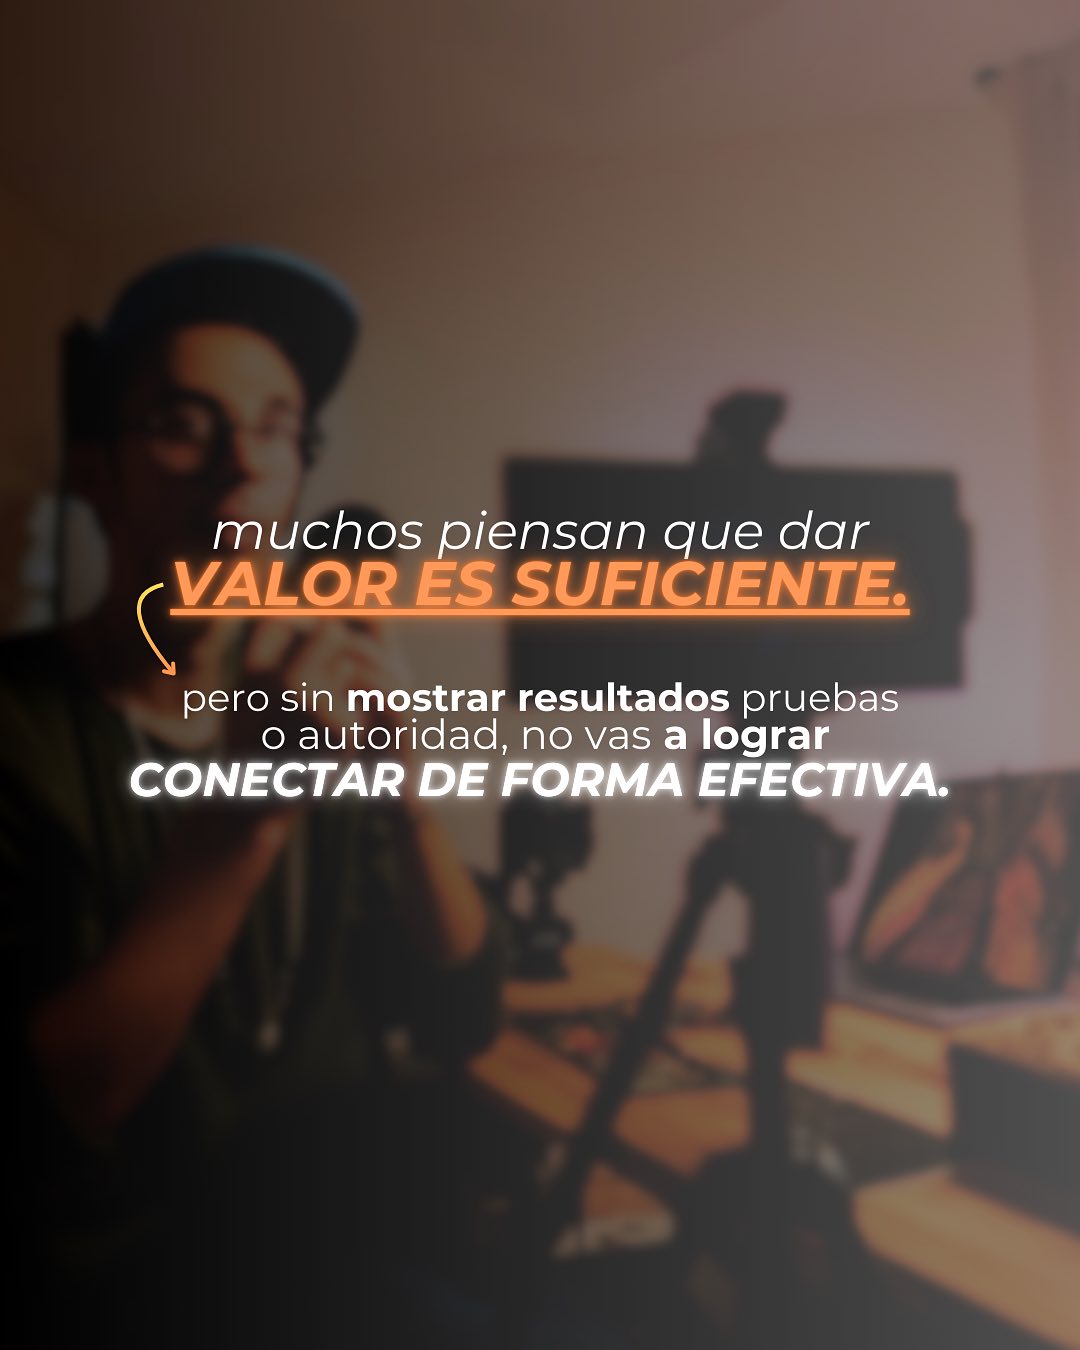 muchos piensan que dar
VALOR ES SUFICIENTE.
pero sin mostrar resultados pruebas
o autoridad, no vas a lograr
CONECTAR DE FORMA EFECTIVA.